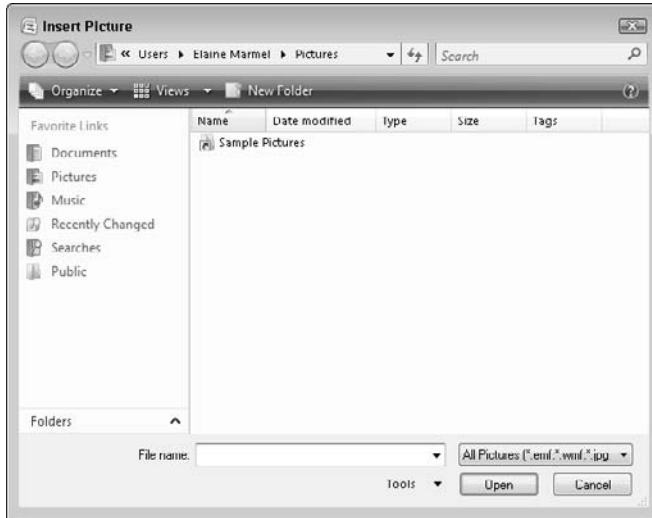 Insert Picture
« Users ▸ Elaine Marmel ▸ Pictures Search
Organize Views New Folder
Favorite Links
Name Date modified Type Size Tags
Documents
Sample Pictures
Pictures
Music
Recently Changed
Searches
Public
Folders
File name:
All Pictures (*.emf,*.wmf,*.jpg
Tools Open Cancel